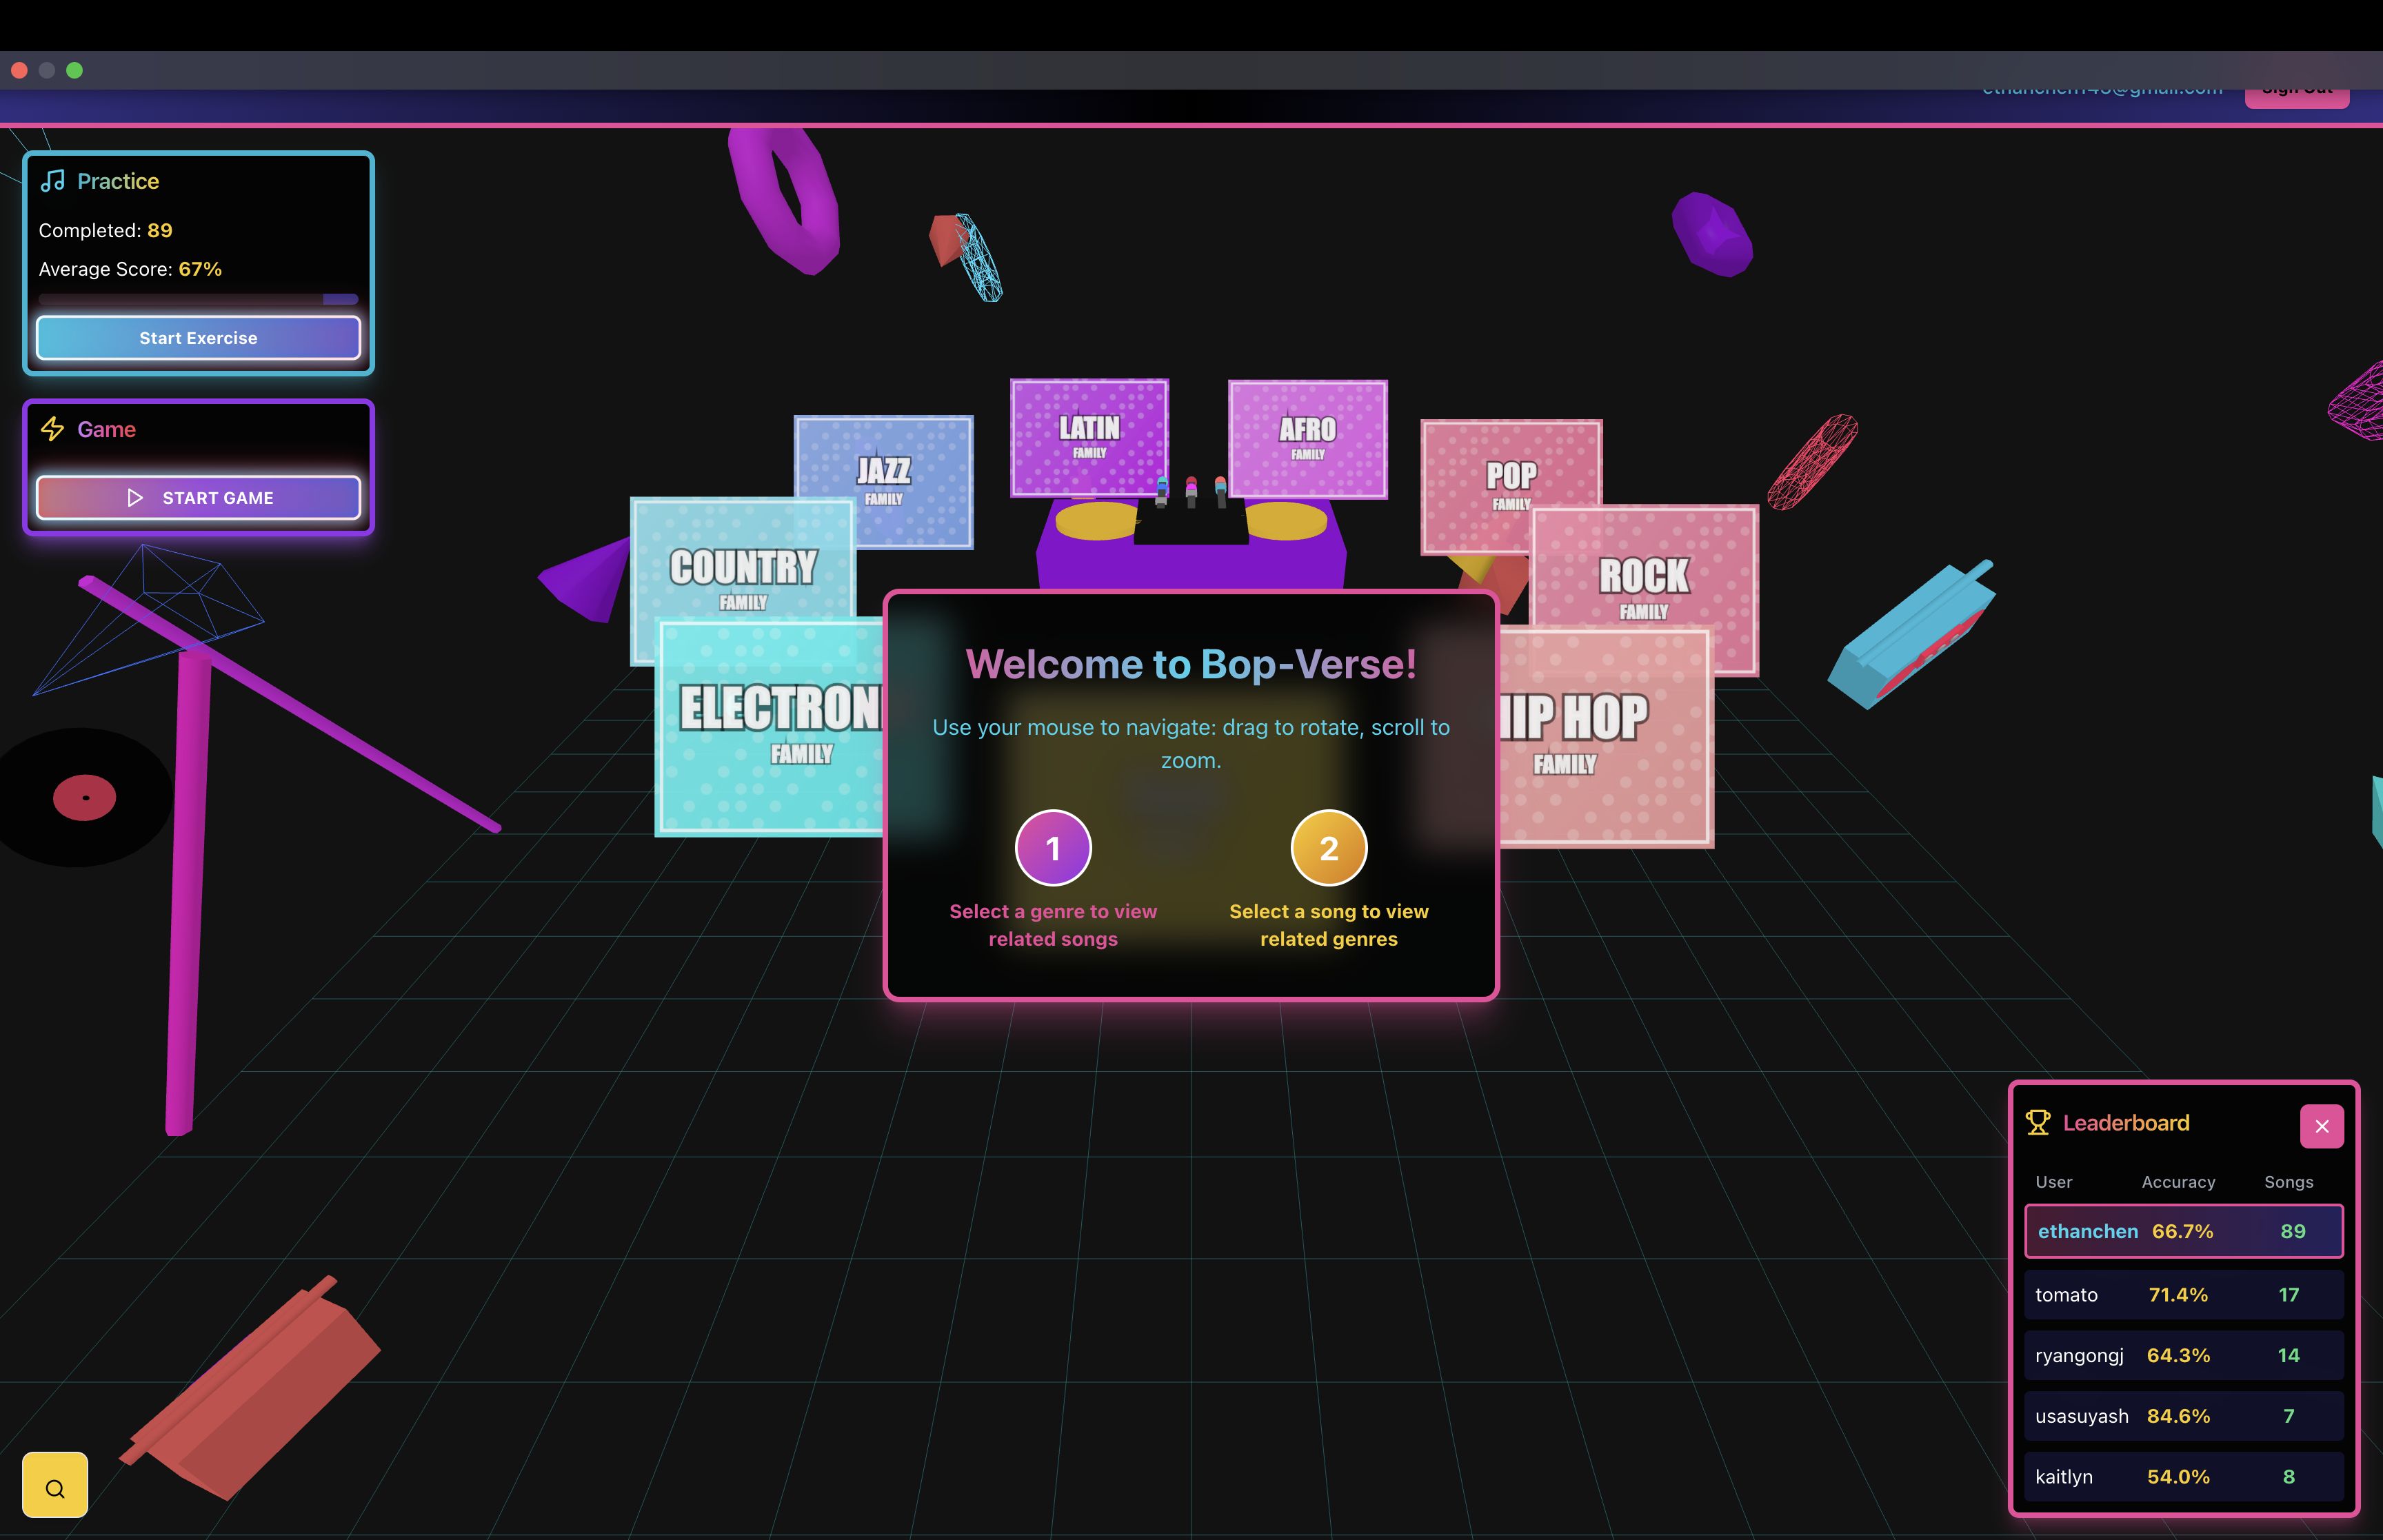 Practice
Completed: 89
Average Score: 67%
Start Exercise
Game
START GAME
LATIN
FAMILY
AFRO
FAMILY
JAZZ
FAMILY
POP
FAMILY
COUNTRY
FAMILY
ROCK
FAMILY
ELECTRONI
FAMILY
HIP HOP
FAMILY
Welcome to Bop-Verse!
Use your mouse to navigate: drag to rotate, scroll to
zoom.
1
2
Select a genre to view
related songs
Select a song to view
related genres
Leaderboard
User Accuracy Songs
ethanchen 66.7% 89
tomato 71.4% 17
ryangongj 64.3% 14
usasuyash 84.6% 7
kaitlyn 54.0% 8